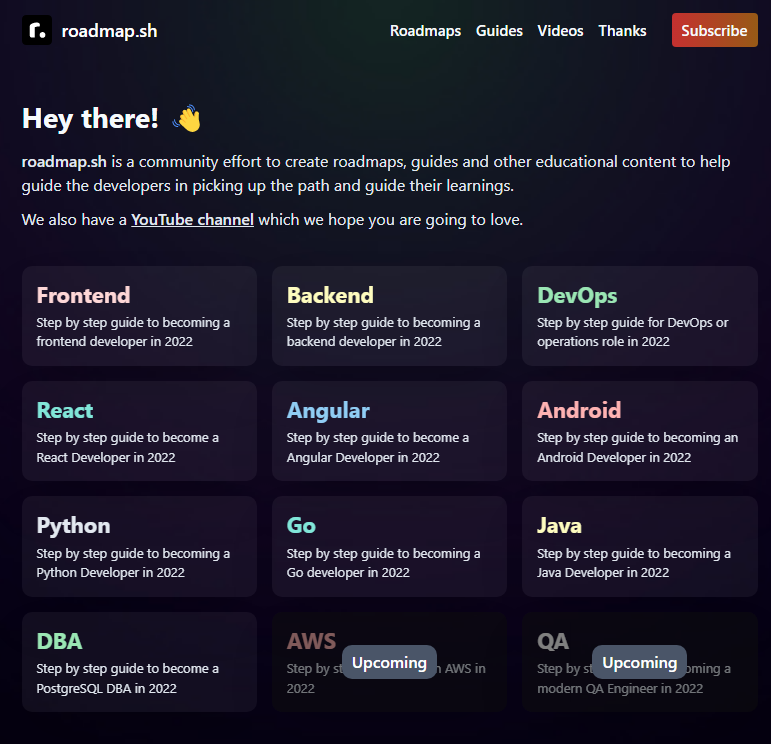 r.
roadmap.sh
Roadmaps Guides Videos Thanks Subscribe
Hey there! 👋
roadmap.sh is a community effort to create roadmaps, guides and other educational content to help
guide the developers in picking up the path and guide their learnings.
We also have a YouTube channel which we hope you are going to love.
Frontend
Step by step guide to becoming a
frontend developer in 2022
Backend
Step by step guide to becoming a
backend developer in 2022
DevOps
Step by step guide for DevOps or
operations role in 2022
React
Step by step guide to become a
React Developer in 2022
Angular
Step by step guide to become a
Angular Developer in 2022
Android
Step by step guide to becoming an
Android Developer in 2022
Python
Step by step guide to becoming a
Python Developer in 2022
Go
Step by step guide to becoming a
Go developer in 2022
Java
Step by step guide to becoming a
Java Developer in 2022
DBA
Step by step guide to become a
PostgreSQL DBA in 2022
AWS
Step by AWS in
2022
Upcoming
QA
Step by a
modern QA Engineer in 2022
Upcoming